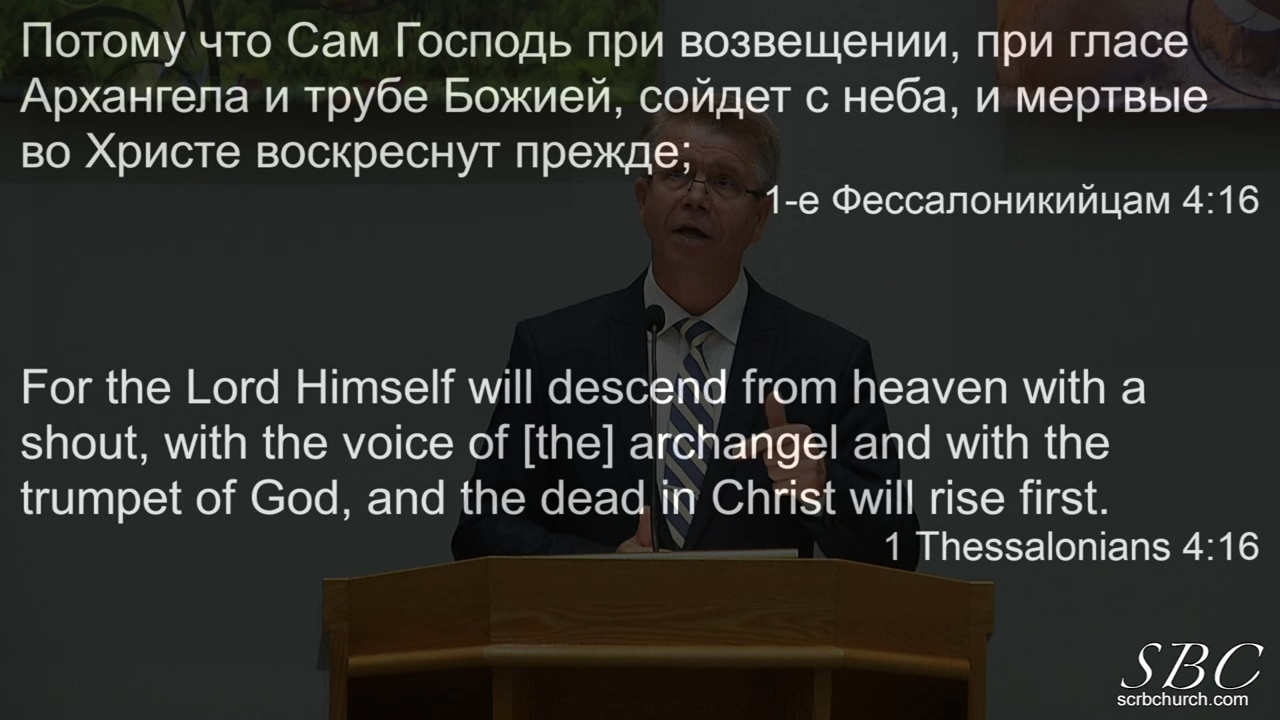 Потому что Сам Господь при возвещении, при гласе
Архангела и трубе Божией, сойдет с неба, и мертвые
во Христе воскреснут прежде;
1-е Фессалоникийцам 4:16
For the Lord Himself will descend from heaven with a
shout, with the voice of [the] archangel and with the
trumpet of God, and the dead in Christ will rise first.
1 Thessalonians 4:16
SBC
scrbchurch.com